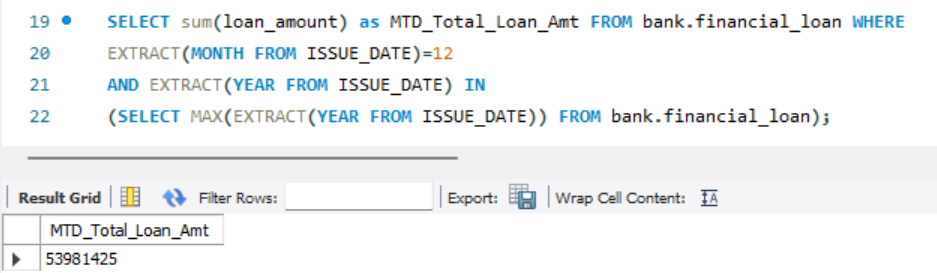 19 SELECT sum(loan_amount) as MTD_Total_Loan_Amt FROM bank.financial_loan WHERE
20 EXTRACT(MONTH FROM ISSUE_DATE)=12
21 AND EXTRACT(YEAR FROM ISSUE_DATE) IN
22 (SELECT MAX(EXTRACT(YEAR FROM ISSUE_DATE)) FROM bank.financial_loan);
Result Grid Filter Rows: Export: Wrap Cell Content: IA
MTD_Total_Loan_Amt
53981425